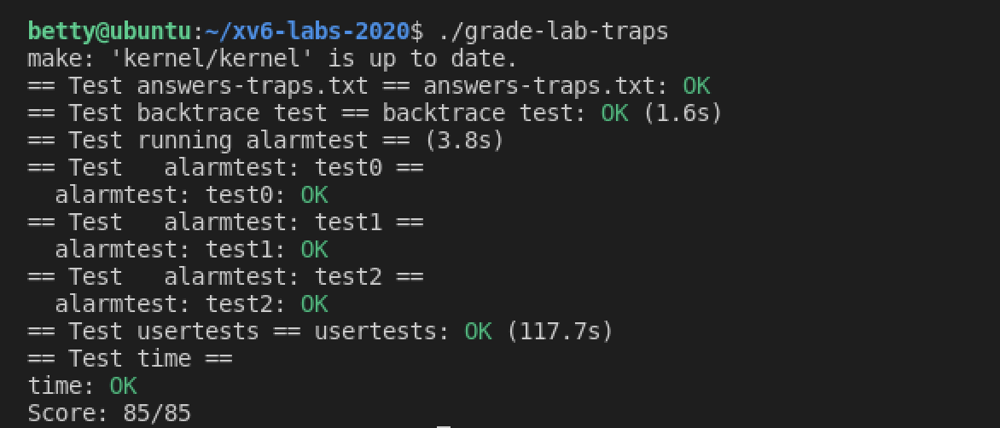 betty@ubuntu:~/xv6-labs-2020$ ./grade-lab-traps
make: 'kernel/kernel' is up to date.
== Test answers-traps.txt == answers-traps.txt: OK
== Test backtrace test == backtrace test: OK (1.6s)
== Test running alarmtest == (3.8s)
== Test   alarmtest: test0 ==
  alarmtest: test0: OK
== Test   alarmtest: test1 ==
  alarmtest: test1: OK
== Test   alarmtest: test2 ==
  alarmtest: test2: OK
== Test usertests == usertests: OK (117.7s)
== Test time ==
time: OK
Score: 85/85